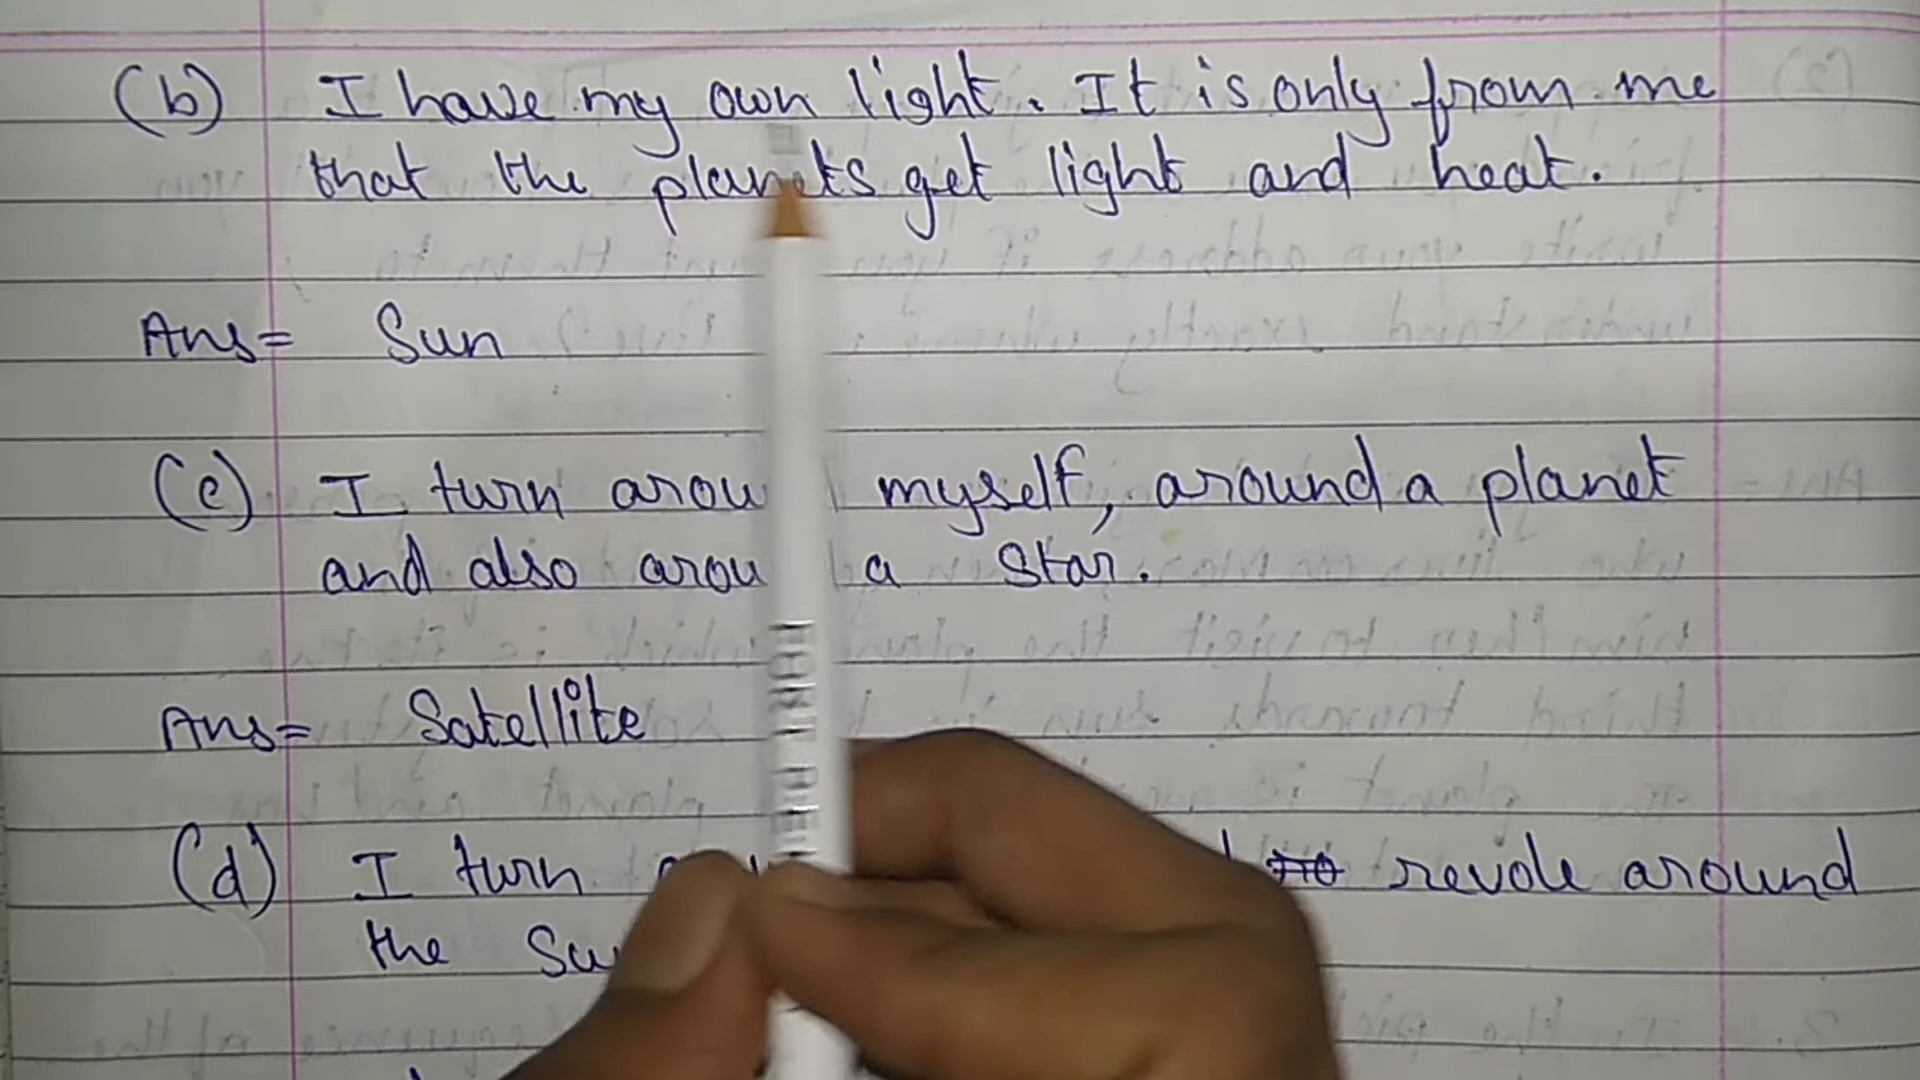 (b) I have my own light. It is only from me
that the planets get light and heat.
Ans= Sun
(c) I turn arou myself, around a planet
and also arou a star.
Ans= Satellite
(d) I turn revole around
the Su